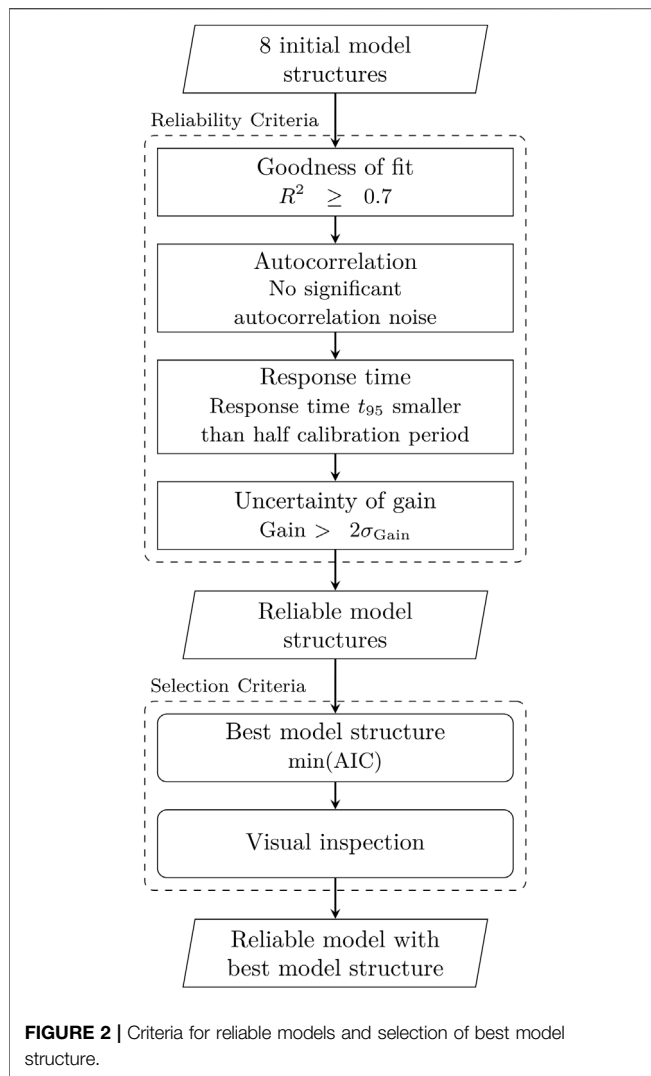 8 initial model
structures
Reliability Criteria
Goodness of fit
R² ≥ 0.7
Autocorrelation
No significant
autocorrelation noise
Response time
Response time t₉₅ smaller
than half calibration period
Uncertainty of gain
Gain > 2σGain
Reliable model
structures
Selection Criteria
Best model structure
min(AIC)
Visual inspection
Reliable model with
best model structure
FIGURE 2 | Criteria for reliable models and selection of best model
structure.